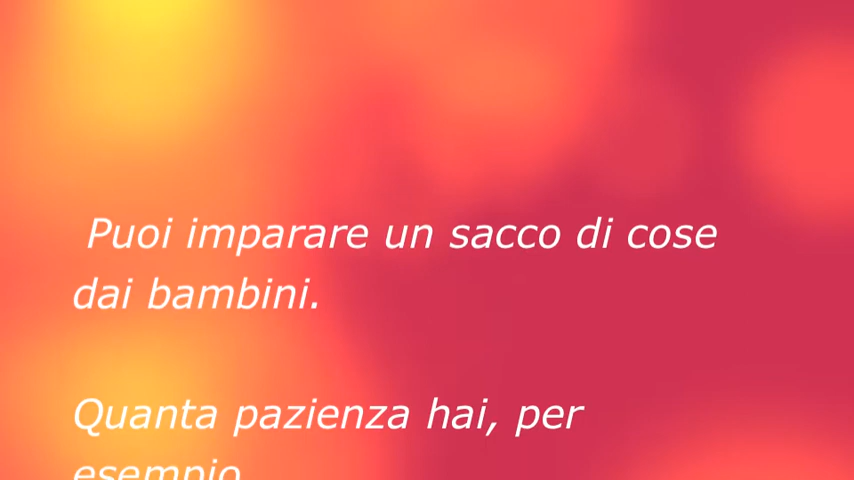 Puoi imparare un sacco di cose
dai bambini.
Quanta pazienza hai, per
esempio